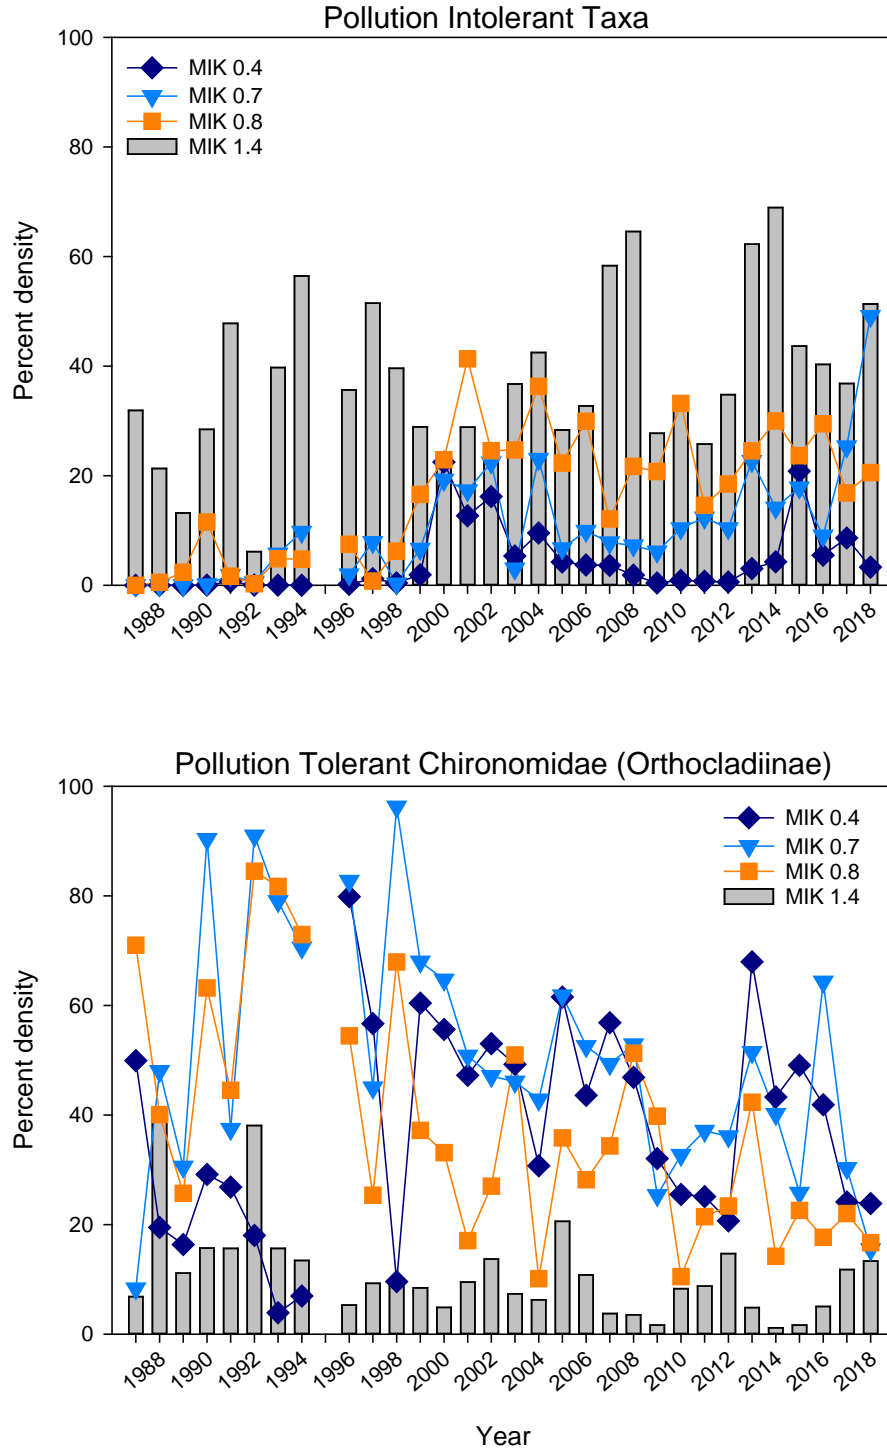 Pollution Intolerant Taxa
100
80
60
40
20
0
Percent density
MIK 0.4
MIK 0.7
MIK 0.8
MIK 1.4
1988 1990 1992 1994 1996 1998 2000 2002 2004 2006 2008 2010 2012 2014 2016 2018
Pollution Tolerant Chironomidae (Orthocladiinae)
100
80
60
40
20
0
Percent density
MIK 0.4
MIK 0.7
MIK 0.8
MIK 1.4
1988 1990 1992 1994 1996 1998 2000 2002 2004 2006 2008 2010 2012 2014 2016 2018
Year